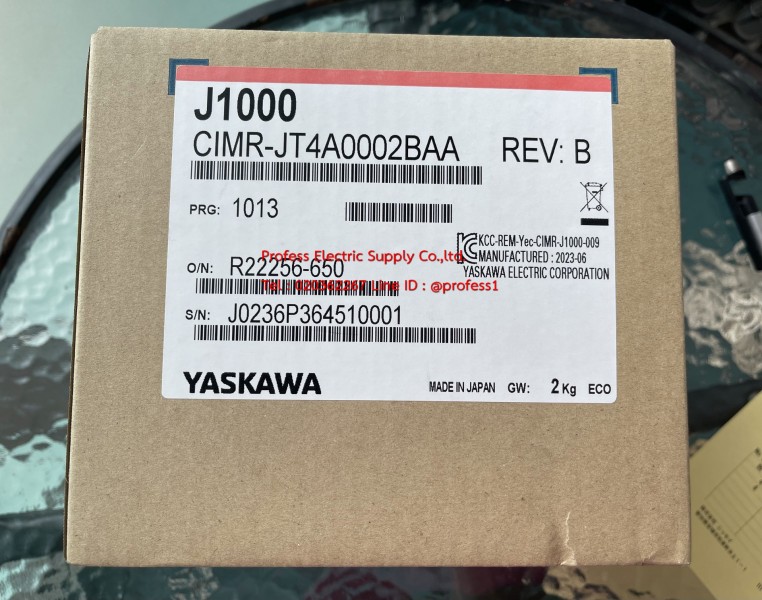 J1000
CIMR-JT4A0002BAA REV: B
PRG: 1013
KCC-REM-Yec-CIMR-J1000-009
MANUFACTURED : 2023-06
YASKAWA ELECTRIC CORPORATION
Profess Electric Supply Co.,ltd.
O/N: R22256-650
Line ID : @profess1
S/N: J0236P364510001
YASKAWA MADE IN JAPAN GW: 2 Kg ECO